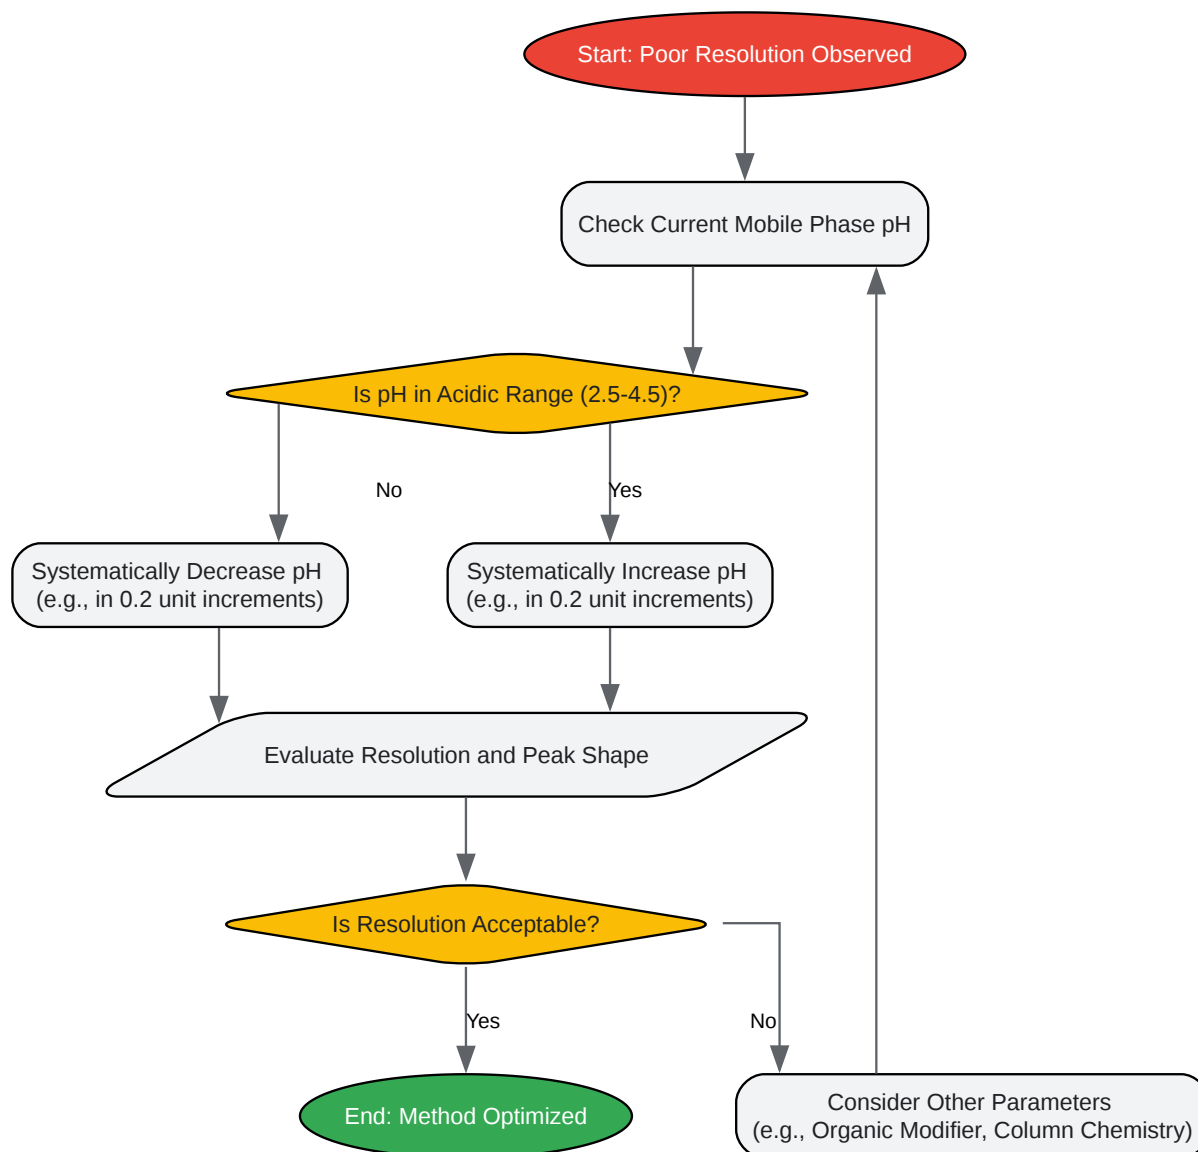 Start: Poor Resolution Observed
Check Current Mobile Phase pH
Is pH in Acidic Range (2.5-4.5)?
No
Yes
Systematically Decrease pH
(e.g., in 0.2 unit increments)
Systematically Increase pH
(e.g., in 0.2 unit increments)
Evaluate Resolution and Peak Shape
Is Resolution Acceptable?
Yes
No
End: Method Optimized
Consider Other Parameters
(e.g., Organic Modifier, Column Chemistry)